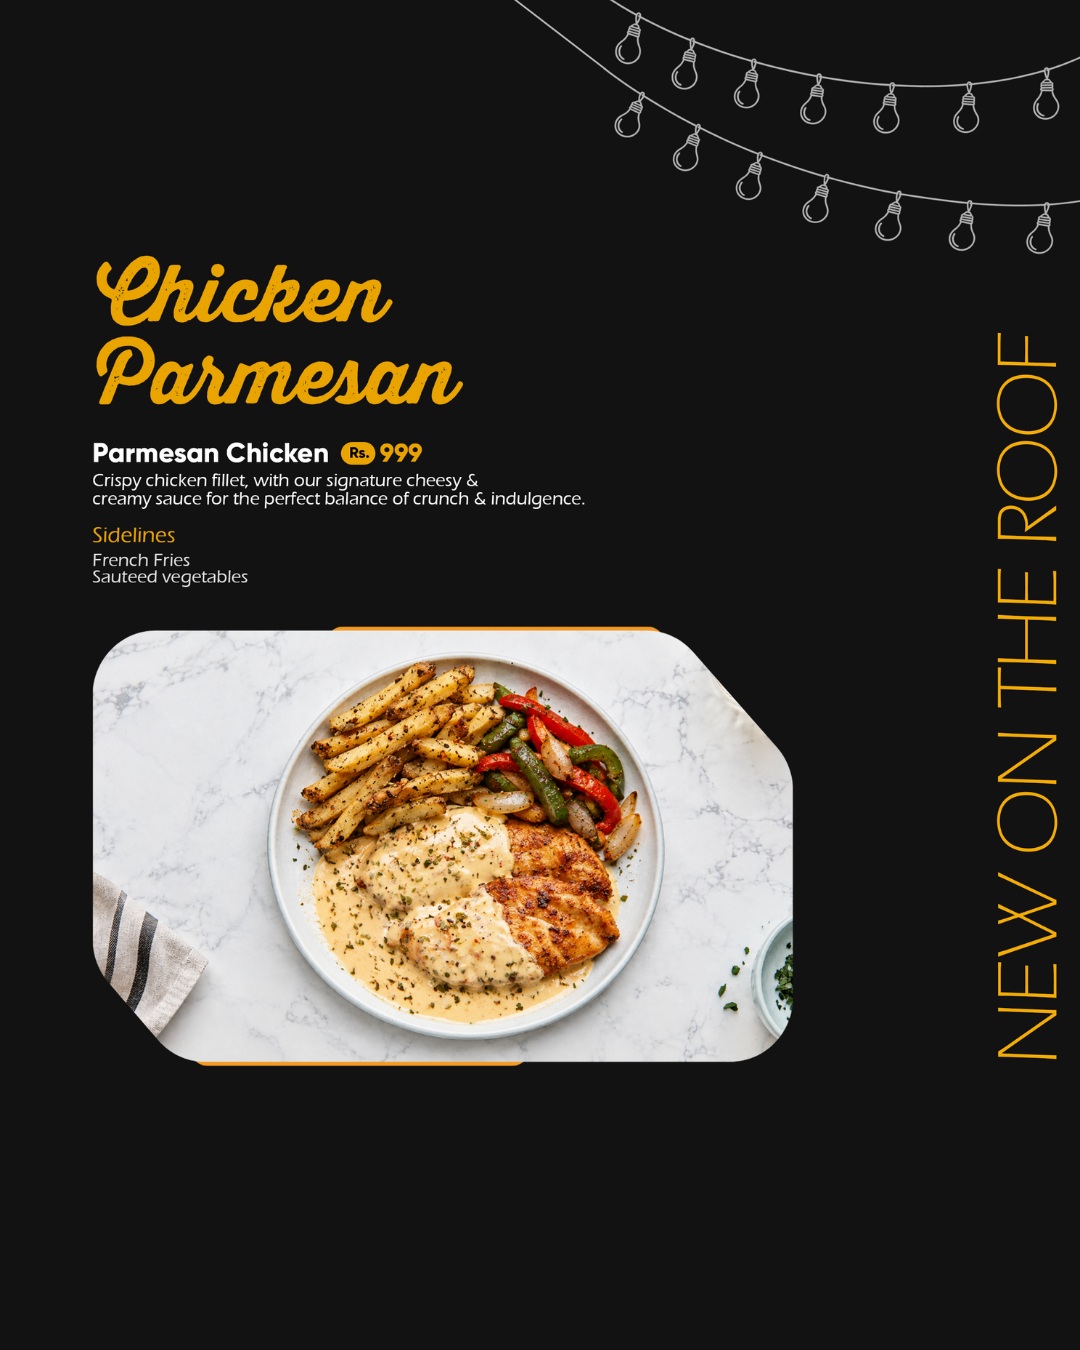 Chicken
Parmesan
Parmesan Chicken Rs. 999
Crispy chicken fillet, with our signature cheesy &
creamy sauce for the perfect balance of crunch & indulgence.
Sidelines
French Fries
Sauteed vegetables
NEW ON THE ROOF